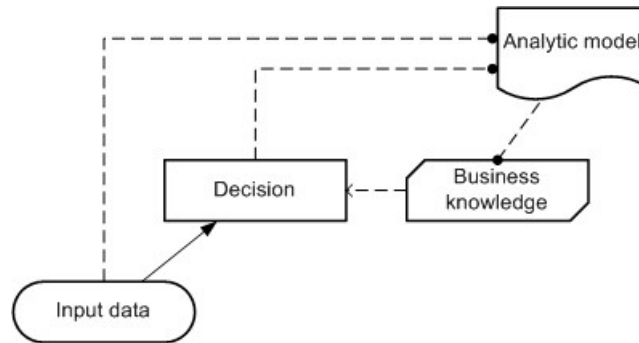 Analytic model
Decision
Business
knowledge
Input data